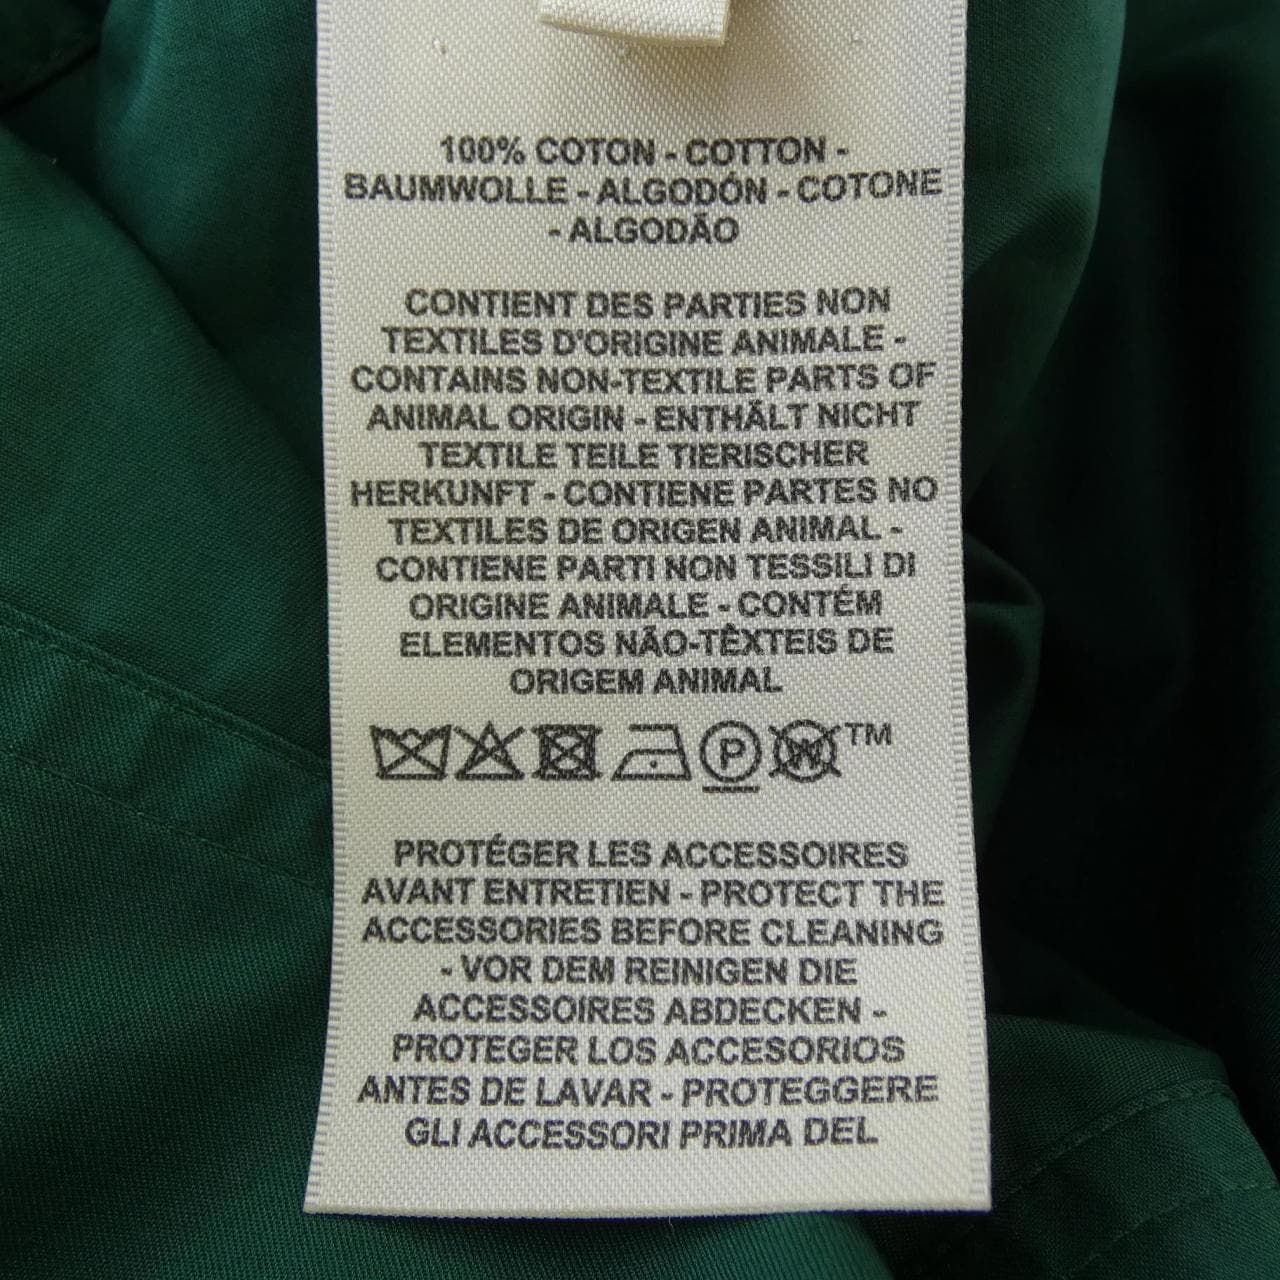 100% COTON - COTTON -
BAUMWOLLE - ALGODÓN - COTONE
- ALGODÃO
CONTIENT DES PARTIES NON
TEXTILES D'ORIGINE ANIMALE -
CONTAINS NON-TEXTILE PARTS OF
ANIMAL ORIGIN - ENTHÄLT NICHT
TEXTILE TEILE TIERISCHER
HERKUNFT - CONTIENE PARTES NO
TEXTILES DE ORIGEN ANIMAL -
CONTIENE PARTI NON TESSILI DI
ORIGINE ANIMALE - CONTÉM
ELEMENTOS NÃO-TÊXTEIS DE
ORIGEM ANIMAL
P W TM
PROTÉGER LES ACCESSOIRES
AVANT ENTRETIEN - PROTECT THE
ACCESSORIES BEFORE CLEANING
- VOR DEM REINIGEN DIE
ACCESSOIRES ABDECKEN -
PROTEGER LOS ACCESORIOS
ANTES DE LAVAR - PROTEGGERE
GLI ACCESSORI PRIMA DEL